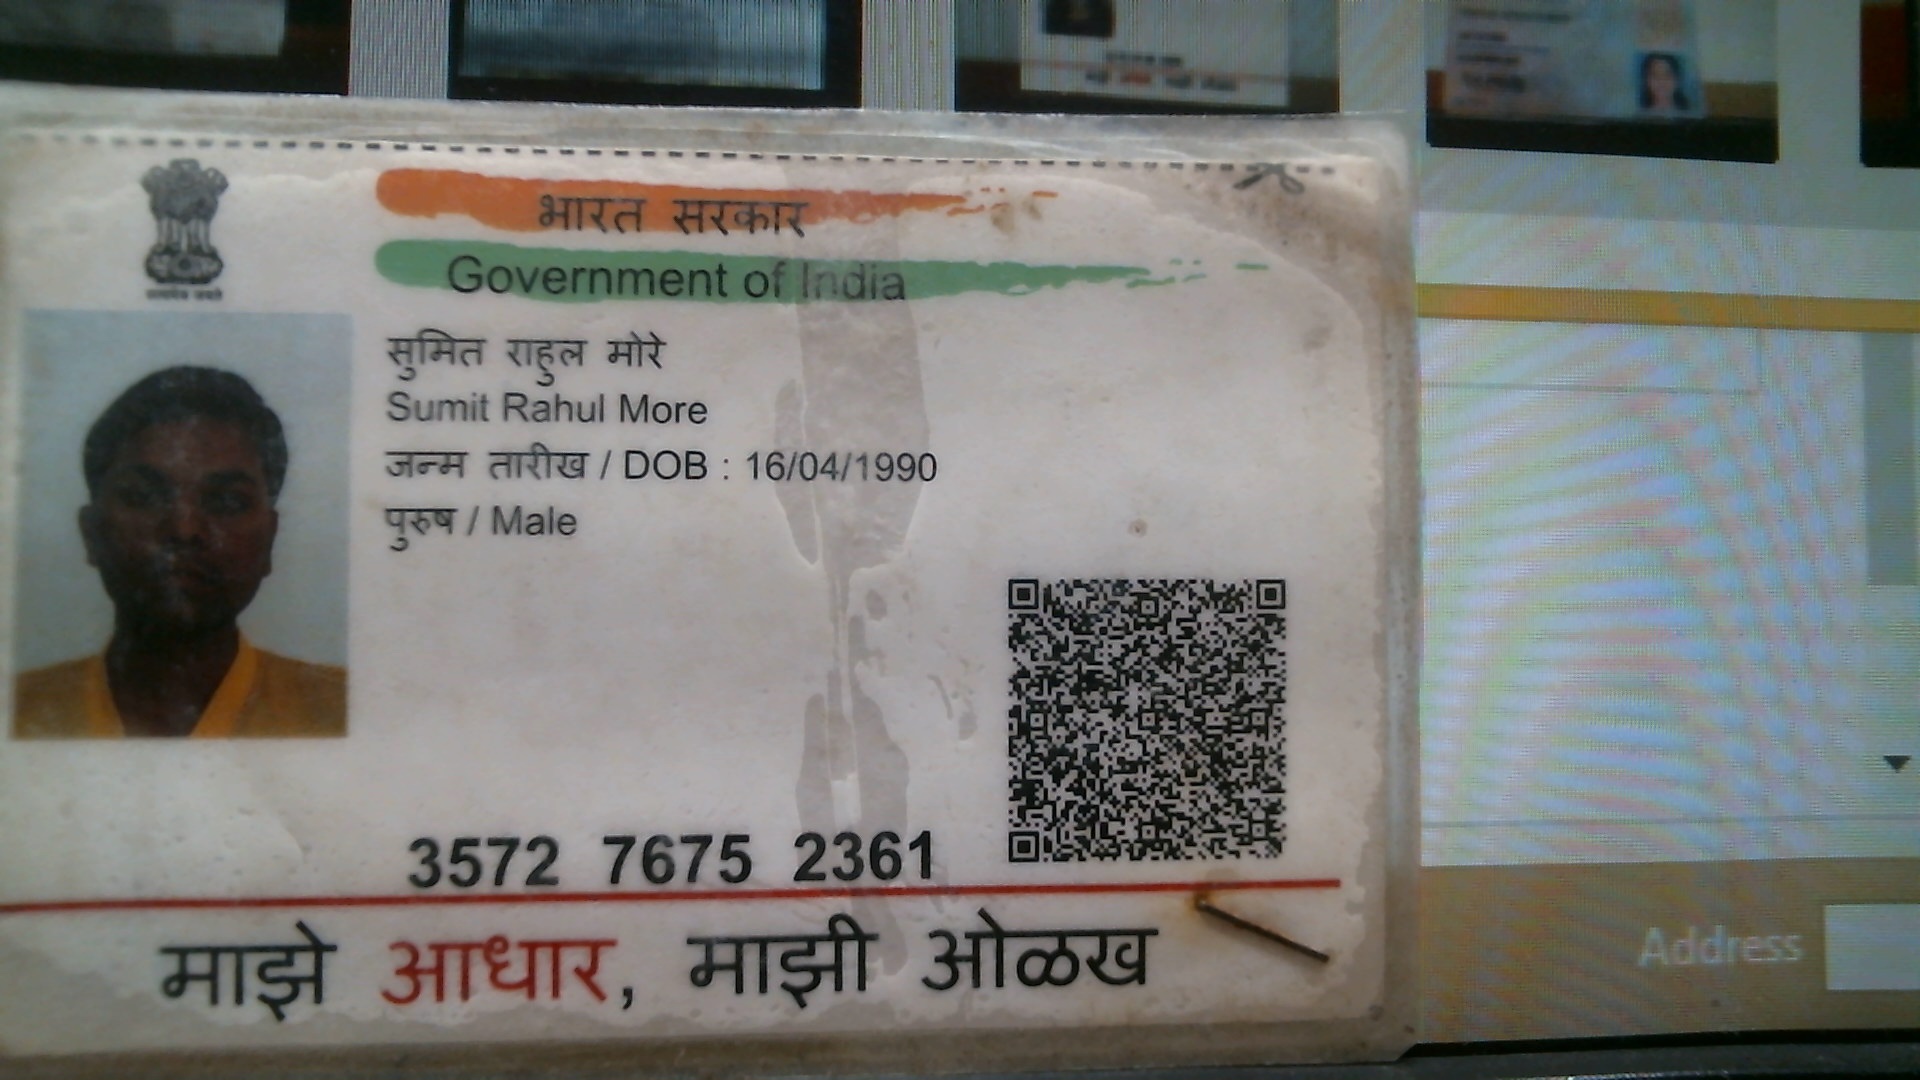 भारत सरकार
Government of India
सुमित राहुल मोरे
Sumit Rahul More
जन्म तारीख / DOB : 16/04/1990
पुरुष / Male
3572 7675 2361
माझे आधार, माझी ओळख
Address